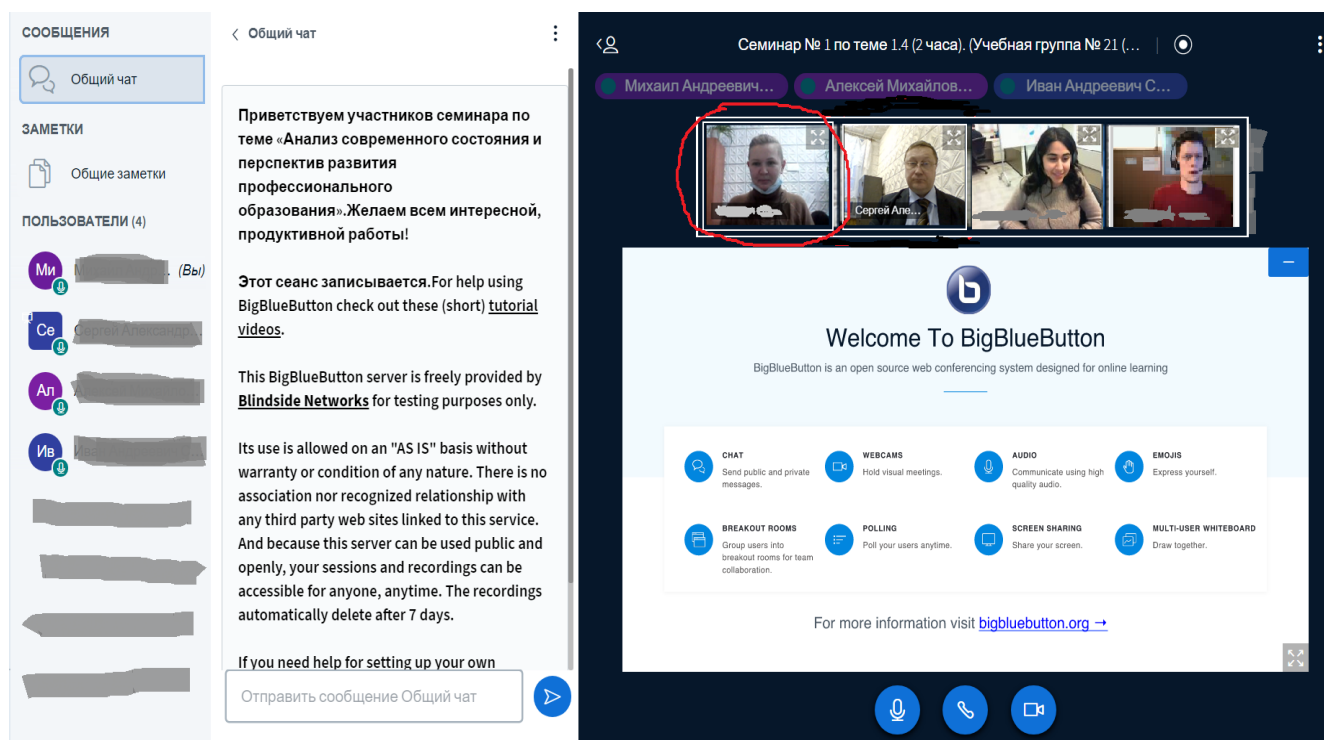 СООБЩЕНИЯ
Общий чат
ЗАМЕТКИ
Общие заметки
ПОЛЬЗОВАТЕЛИ (4)
Ми
(Вы)
Се
Сергей Александр...
Ал
Ив
Общий чат
Приветствуем участников семинара по
теме «Анализ современного состояния и
перспектив развития
профессионального
образования».Желаем всем интересной,
продуктивной работы!
Этот сеанс записывается.For help using
BigBlueButton check out these (short) tutorial
videos.
This BigBlueButton server is freely provided by
Blindside Networks for testing purposes only.
Its use is allowed on an "AS IS" basis without
warranty or condition of any nature. There is no
association nor recognized relationship with
any third party web sites linked to this service.
And because this server can be used public and
openly, your sessions and recordings can be
accessible for anyone, anytime. The recordings
automatically delete after 7 days.
If you need help for setting up your own
Отправить сообщение Общий чат
Семинар № 1 по теме 1.4 (2 часа). (Учебная группа № 21 (...
Михаил Андреевич...
Алексей Михайлов...
Иван Андреевич С...
Сергей Але...
b
Welcome To BigBlueButton
BigBlueButton is an open source web conferencing system designed for online learning
CHAT
Send public and private
messages.
WEBCAMS
Hold visual meetings.
AUDIO
Communicate using high
quality audio.
EMOJIS
Express yourself.
BREAKOUT ROOMS
Group users into
breakout rooms for team
collaboration.
POLLING
Poll your users anytime.
SCREEN SHARING
Share your screen.
MULTI-USER WHITEBOARD
Draw together.
For more information visit bigbluebutton.org →